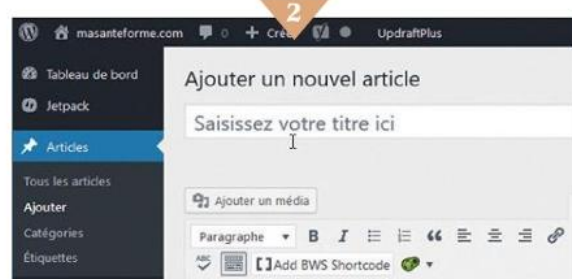 2
masanteforme.com 0 + Créer UpdraftPlus
Tableau de bord
Jetpack
Articles
Tous les articles
Ajouter
Catégories
Étiquettes
Ajouter un nouvel article
Saisissez votre titre ici
Ajouter un média
Paragraphe B I
ABC []Add BWS Shortcode